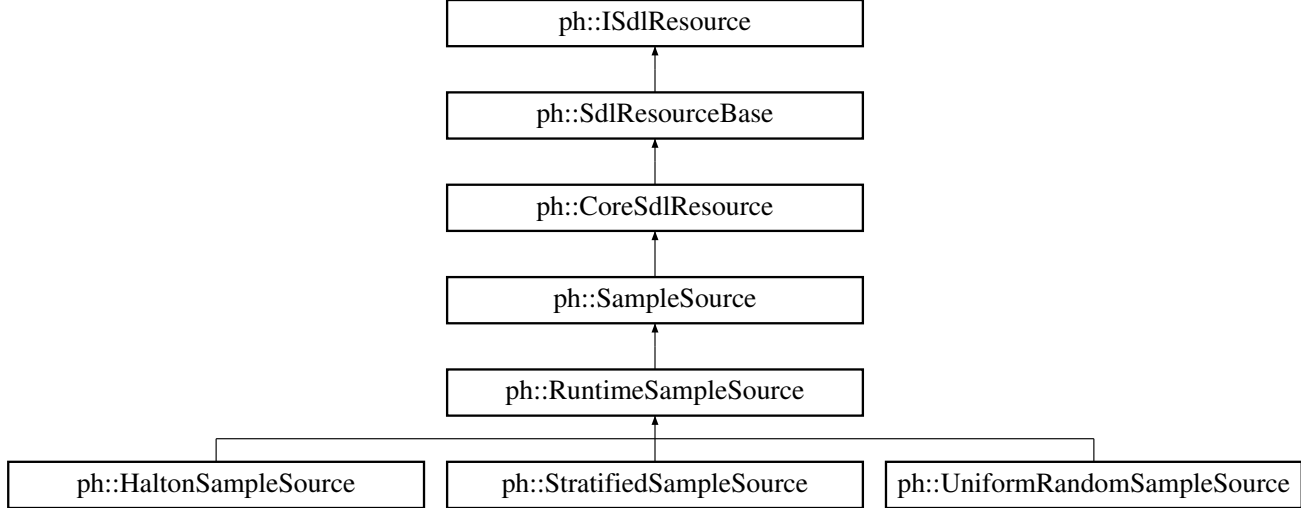 ph::ISdlResource
ph::SdlResourceBase
ph::CoreSdlResource
ph::SampleSource
ph::RuntimeSampleSource
ph::HaltonSampleSource
ph::StratifiedSampleSource
ph::UniformRandomSampleSource